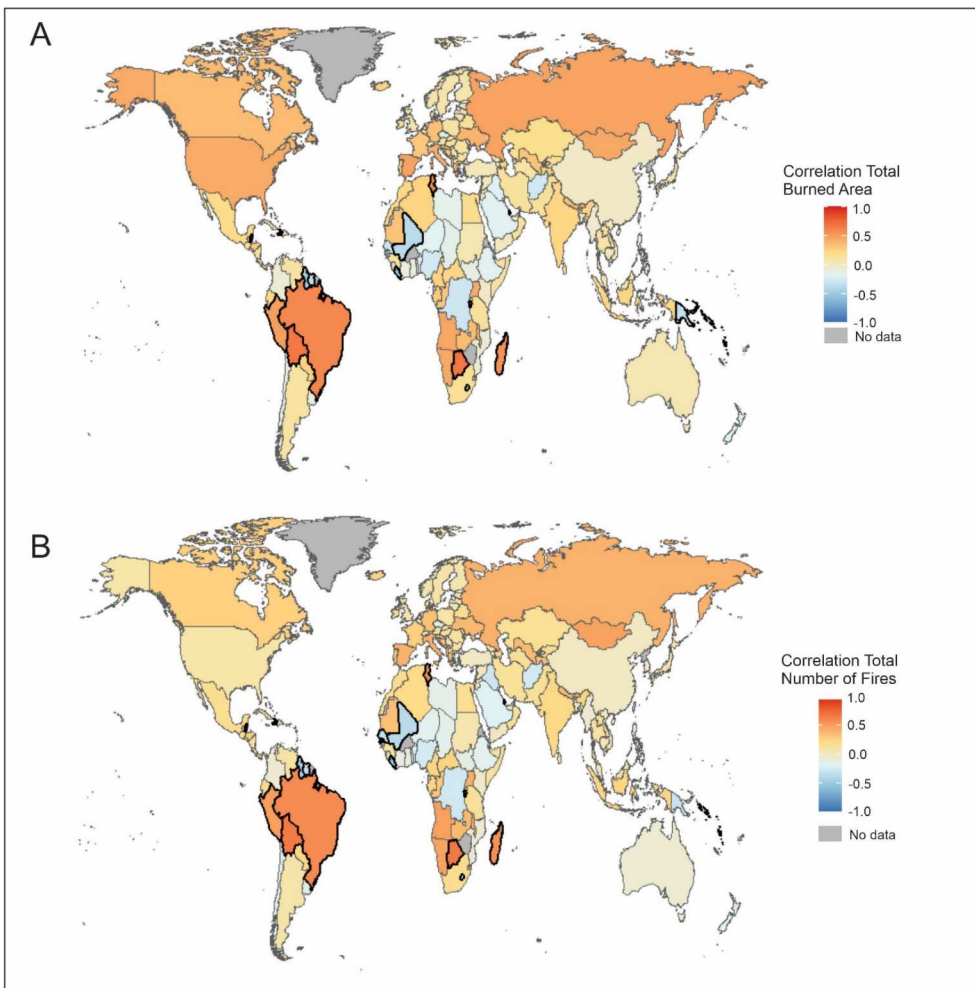 A
Correlation Total
Burned Area
1.0
0.5
0.0
-0.5
-1.0
No data
B
Correlation Total
Number of Fires
1.0
0.5
0.0
-0.5
-1.0
No data